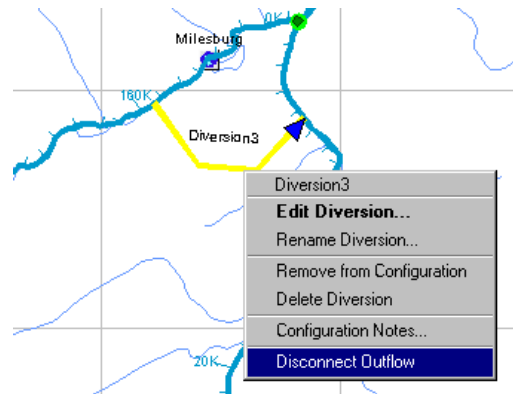 0K
Milesburg
160K
Diversion3
Diversion3
Edit Diversion...
Rename Diversion...
Remove from Configuration
Delete Diversion
Configuration Notes...
Disconnect Outflow
20K